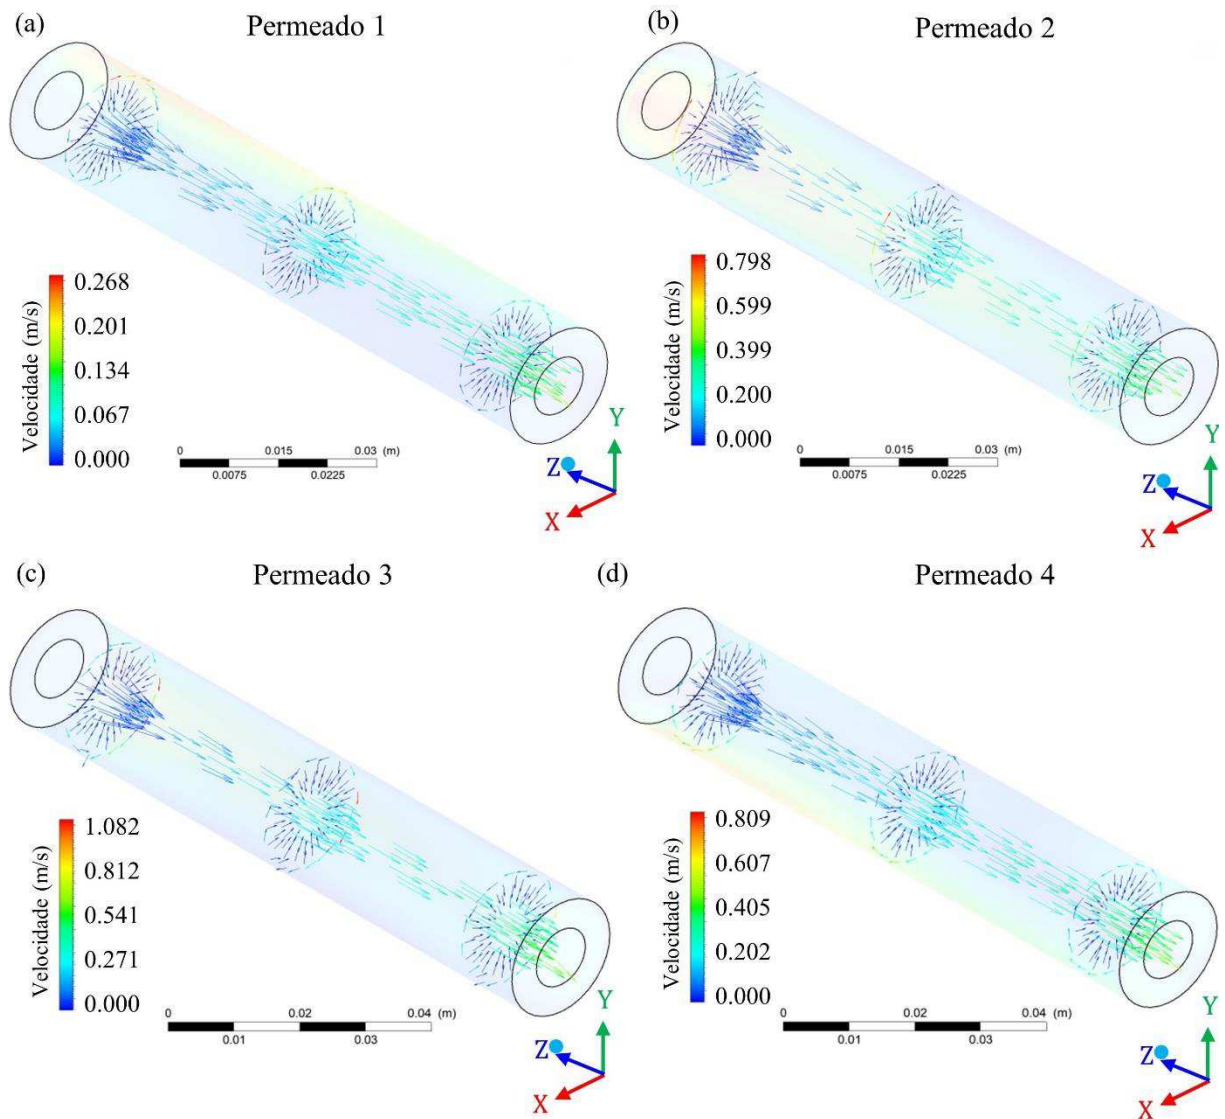 (a)
Permeado 1
Velocidade (m/s)
0.268
0.201
0.134
0.067
0.000
0
0.015
0.03
(m)
0.0075
0.0225
Y
Z
X
(b)
Permeado 2
Velocidade (m/s)
0.798
0.599
0.399
0.200
0.000
0
0.015
0.03
(m)
0.0075
0.0225
Y
Z
X
(c)
Permeado 3
Velocidade (m/s)
1.082
0.812
0.541
0.271
0.000
0
0.02
0.04
(m)
0.01
0.03
Y
Z
X
(d)
Permeado 4
Velocidade (m/s)
0.809
0.607
0.405
0.202
0.000
0
0.02
0.04
(m)
0.01
0.03
Y
Z
X